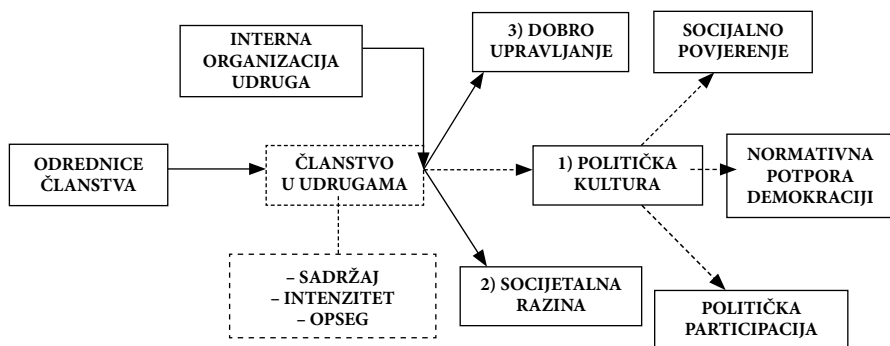 INTERNA
ORGANIZACIJA
UDRUGA
3) DOBRO
UPRAVLJANJE
SOCIJALNO
POVJERENJE
ODREDNICE
ČLANSTVA
ČLANSTVO
U UDRUGAMA
1) POLITIČKA
KULTURA
NORMATIVNA
POTPORA
DEMOKRACIJI
– SADRŽAJ
– INTENZITET
– OPSEG
2) SOCIJETALNA
RAZINA
POLITIČKA
PARTICIPACIJA